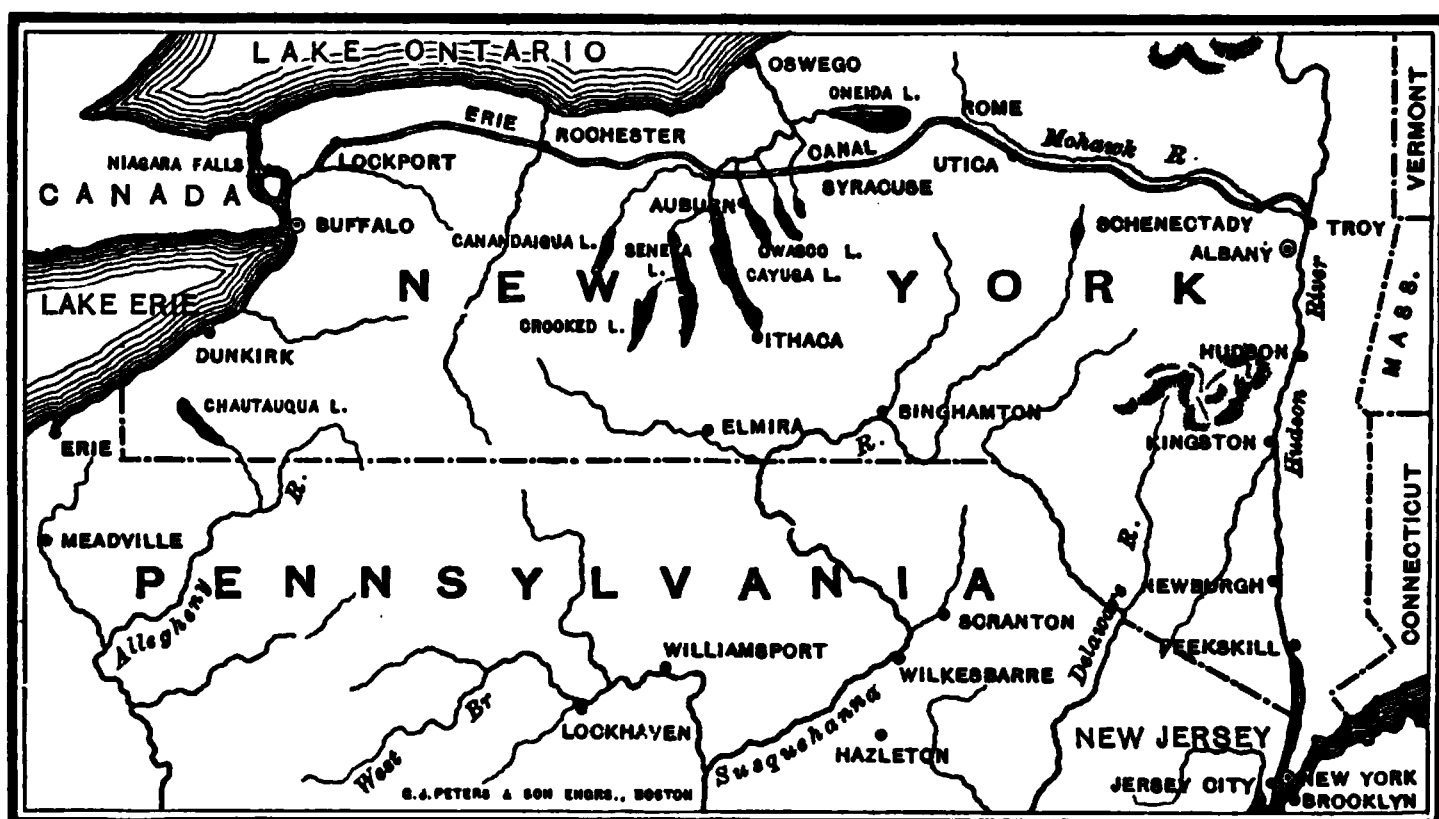 LAKE ONTARIO
OSWEGO
ONEIDA L.
ROME
VERMONT
ERIE
ROCHESTER
CANAL
UTICA
Mohawk R.
NIAGARA FALLS
LOCKPORT
CANADA
SYRACUSE
AUBURN
BUFFALO
SCHENECTADY
TROY
CANANDAIGUA L.
SENECA
L.
OWASCO L.
CAYUGA L.
ALBANY
NEW YORK
MASS.
LAKE ERIE
CROOKED L.
ITHACA
Hudson River
DUNKIRK
HUDSON
CHAUTAUQUA L.
ELMIRA
BINGHAMTON
R.
KINGSTON
ERIE
MEADVILLE
PENNSYLVANIA
Allegheny R.
Delaware R.
NEWBURGH
CONNECTICUT
SCRANTON
PEEKSKILL
WILLIAMSPORT
WILKESBARRE
West Br
LOCKHAVEN
Susquehanna
HAZLETON
NEW JERSEY
JERSEY CITY
NEW YORK
BROOKLYN
C.J. PETERS & SON ENGRS., BOSTON